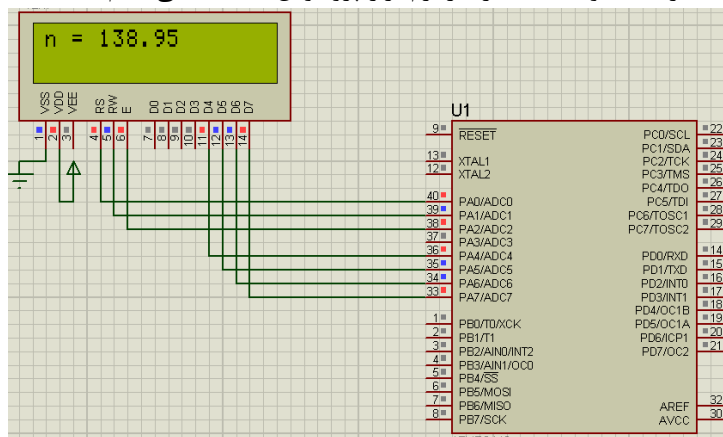 n = 138.95
VSS VDD VEE RS RW E D0 D1 D2 D3 D4 D5 D6 D7
1 2 3 4 5 6 7 8 9 10 11 12 13 14
U1
9 RESET
13 XTAL1
12 XTAL2
40 PA0/ADC0
39 PA1/ADC1
38 PA2/ADC2
37 PA3/ADC3
36 PA4/ADC4
35 PA5/ADC5
34 PA6/ADC6
33 PA7/ADC7
1 PB0/T0/XCK
2 PB1/T1
3 PB2/AIN0/INT2
4 PB3/AIN1/OC0
5 PB4/SS
6 PB5/MOSI
7 PB6/MISO
8 PB7/SCK
PC0/SCL 22
PC1/SDA 23
PC2/TCK 24
PC3/TMS 25
PC4/TDO 26
PC5/TDI 27
PC6/TOSC1 28
PC7/TOSC2 29
PD0/RXD 14
PD1/TXD 15
PD2/INT0 16
PD3/INT1 17
PD4/OC1B 18
PD5/OC1A 19
PD6/ICP1 20
PD7/OC2 21
AREF 32
AVCC 30